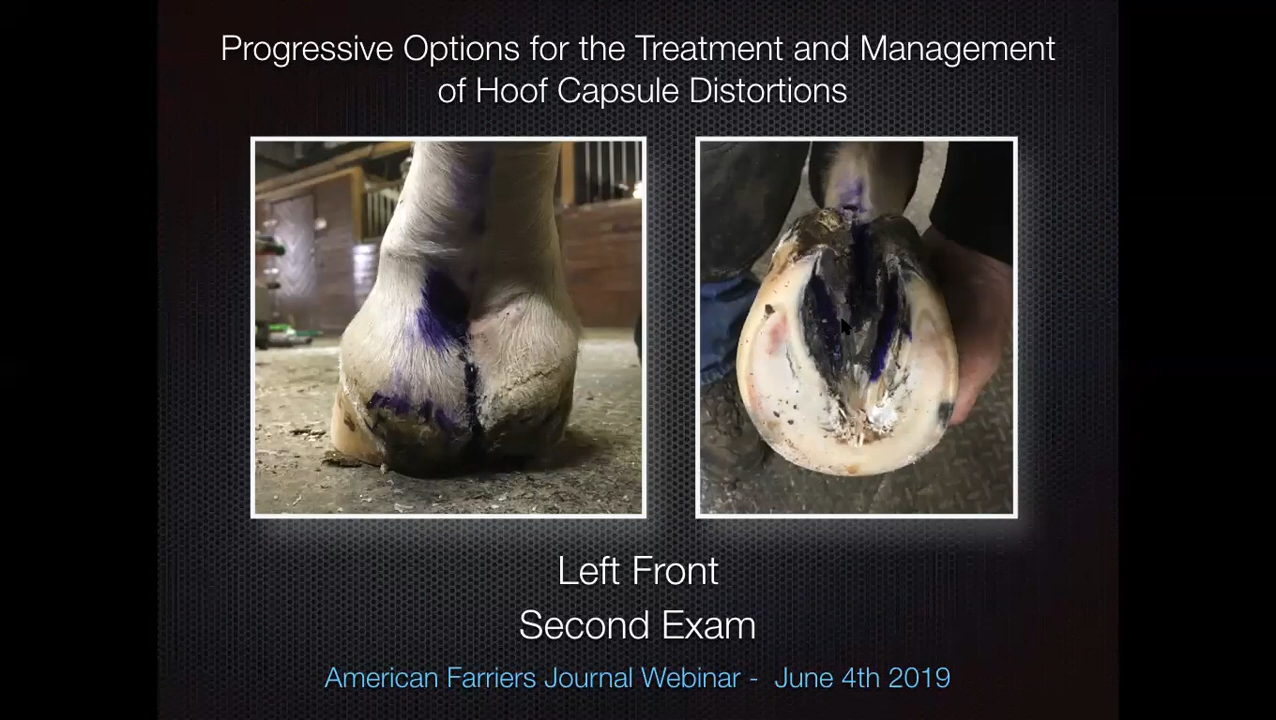 Progressive Options for the Treatment and Management
of Hoof Capsule Distortions
Left Front
Second Exam
American Farriers Journal Webinar - June 4th 2019